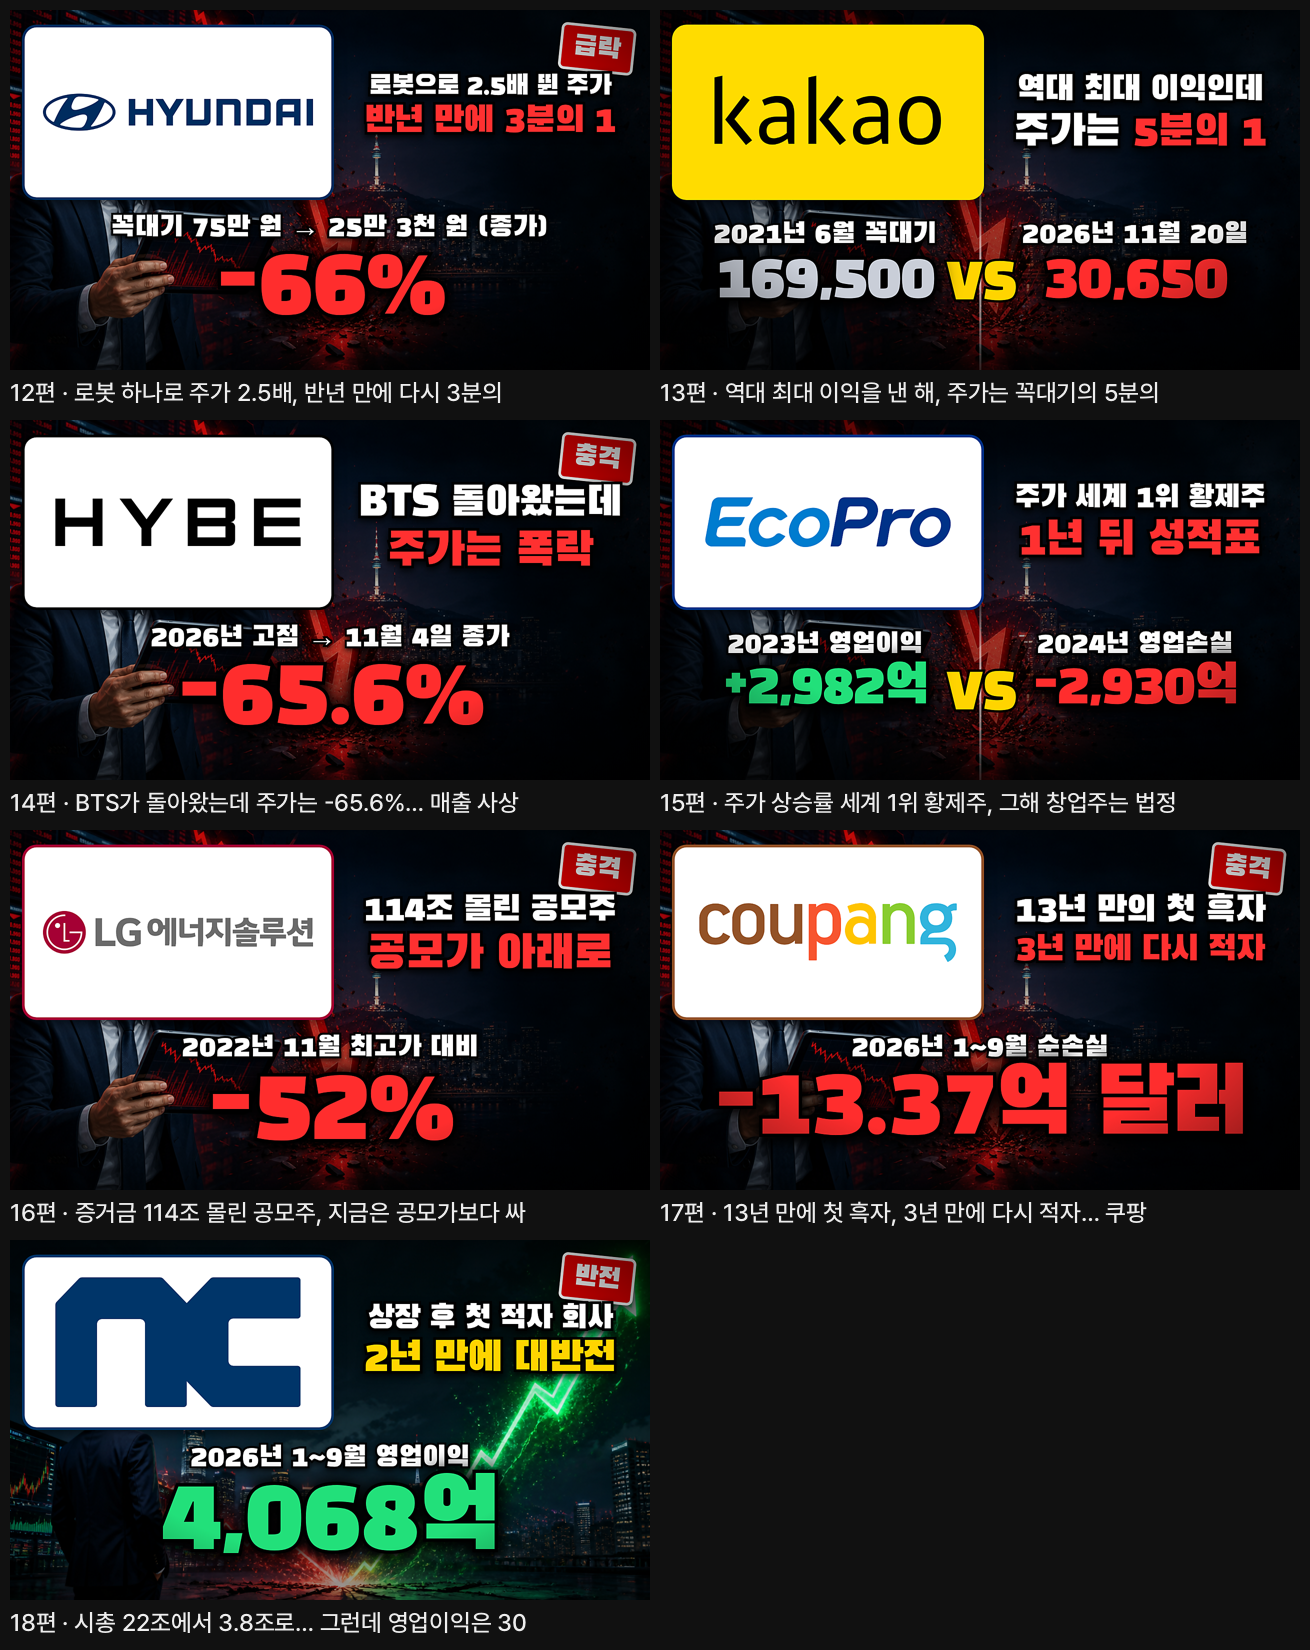 HYUNDAI
급락
로봇으로 2.5배 뛴 주가
반년 만에 3분의 1
꼭대기 75만 원 → 25만 3천 원 (종가)
-66%
12편 · 로봇 하나로 주가 2.5배, 반년 만에 다시 3분의
kakao
역대 최대 이익인데
주가는 5분의 1
2021년 6월 꼭대기
169,500
VS
2026년 11월 20일
30,650
13편 · 역대 최대 이익을 낸 해, 주가는 꼭대기의 5분의
HYBE
충격
BTS 돌아왔는데
주가는 폭락
2026년 고점 → 11월 4일 종가
-65.6%
14편 · BTS가 돌아왔는데 주가는 -65.6%... 매출 사상
EcoPro
주가 세계 1위 황제주
1년 뒤 성적표
2023년 영업이익
+2,982억
VS
2024년 영업손실
-2,930억
15편 · 주가 상승률 세계 1위 황제주, 그해 창업주는 법정
LG에너지솔루션
충격
114조 몰린 공모주
공모가 아래로
2022년 11월 최고가 대비
-52%
16편 · 증거금 114조 몰린 공모주, 지금은 공모가보다 싸
coupang
충격
13년 만의 첫 흑자
3년 만에 다시 적자
2026년 1~9월 순손실
-13.37억 달러
17편 · 13년 만에 첫 흑자, 3년 만에 다시 적자... 쿠팡
nc
반전
상장 후 첫 적자 회사
2년 만에 대반전
2026년 1~9월 영업이익
4,068억
18편 · 시총 22조에서 3.8조로... 그런데 영업이익은 30